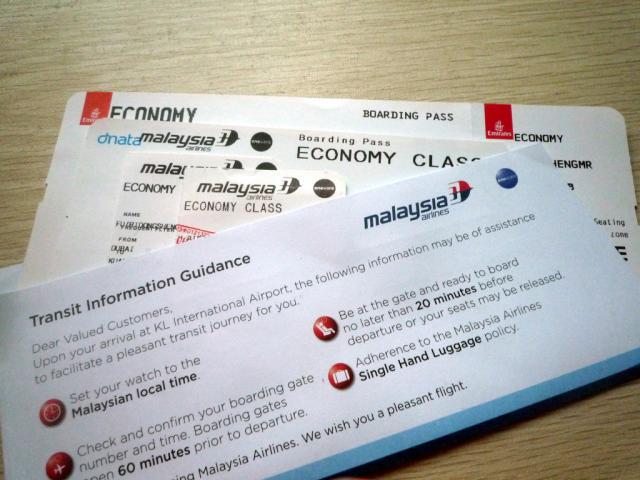 ECONOMY
BOARDING PASS
Emirates
ECONOMY
dnata malaysia airlines
Boarding Pass
ECONOMY CLASS
HENGMR
ECONOMY
malaysia airlines
ECONOMY CLASS
NAME
FROM
DUBAI
TO
Seating
malaysia airlines
Transit Information Guidance
Dear Valued Customers,
Upon your arrival at KL International Airport, the following information may be of assistance
to facilitate a pleasant transit journey for you.
Set your watch to the
Malaysian local time.
Check and confirm your boarding gate
number and time. Boarding gates
open 60 minutes prior to departure.
Be at the gate and ready to board
no later than 20 minutes before
departure or your seats may be released.
Adherence to the Malaysia Airlines
Single Hand Luggage policy.
Malaysia Airlines. We wish you a pleasant flight.